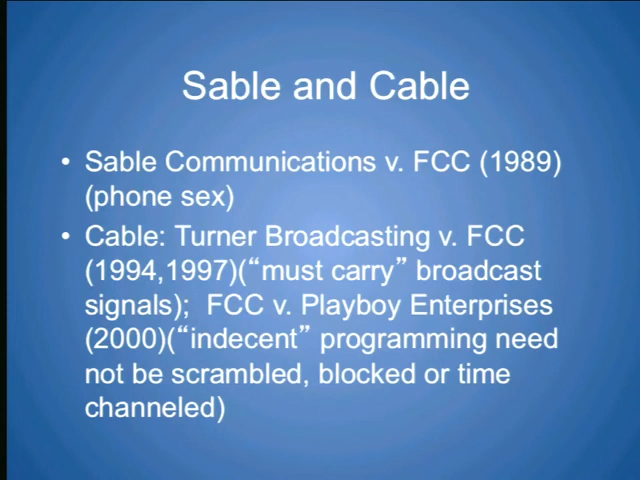 Sable and Cable
• Sable Communications v. FCC (1989)
(phone sex)
• Cable: Turner Broadcasting v. FCC
(1994,1997)(“must carry” broadcast
signals);  FCC v. Playboy Enterprises
(2000)(“indecent” programming need
not be scrambled, blocked or time
channeled)